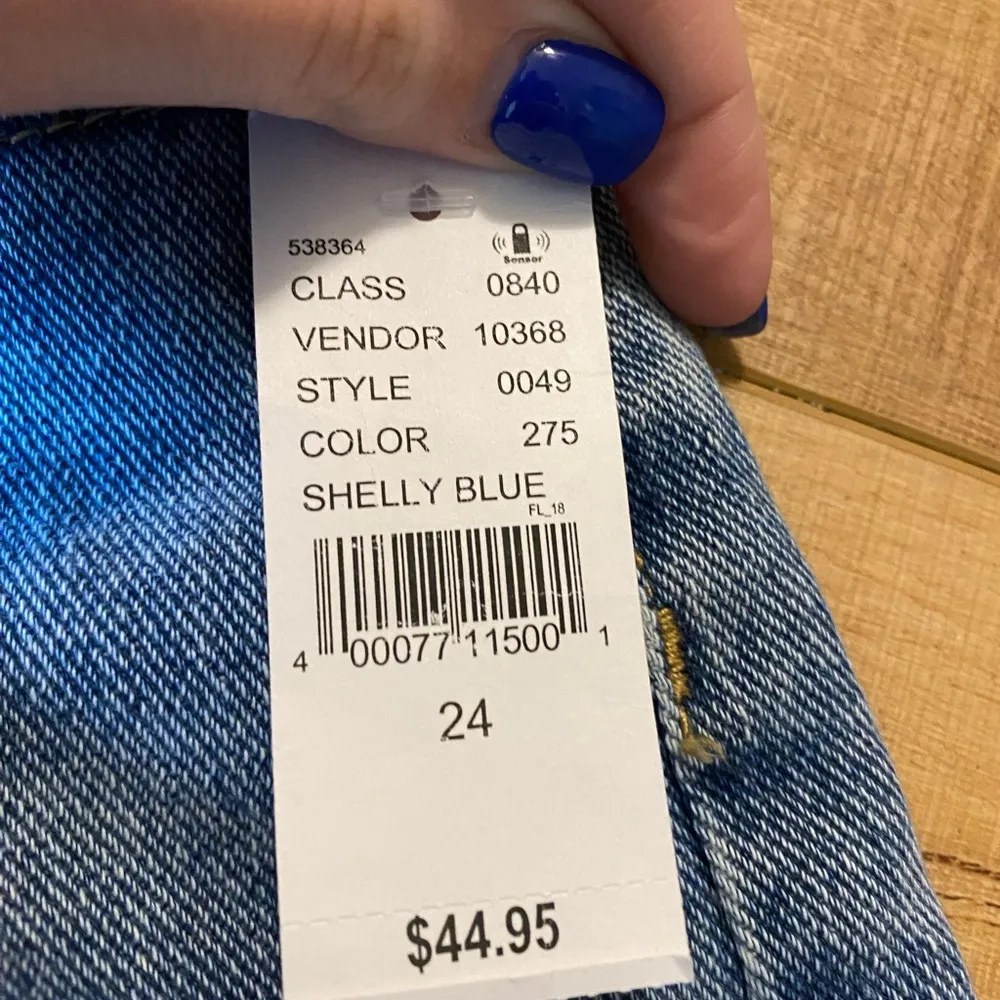 538364
Sensor
CLASS 0840
VENDOR 10368
STYLE 0049
COLOR 275
SHELLY BLUE
FL_18
4 00077 11500 1
24
$44.95